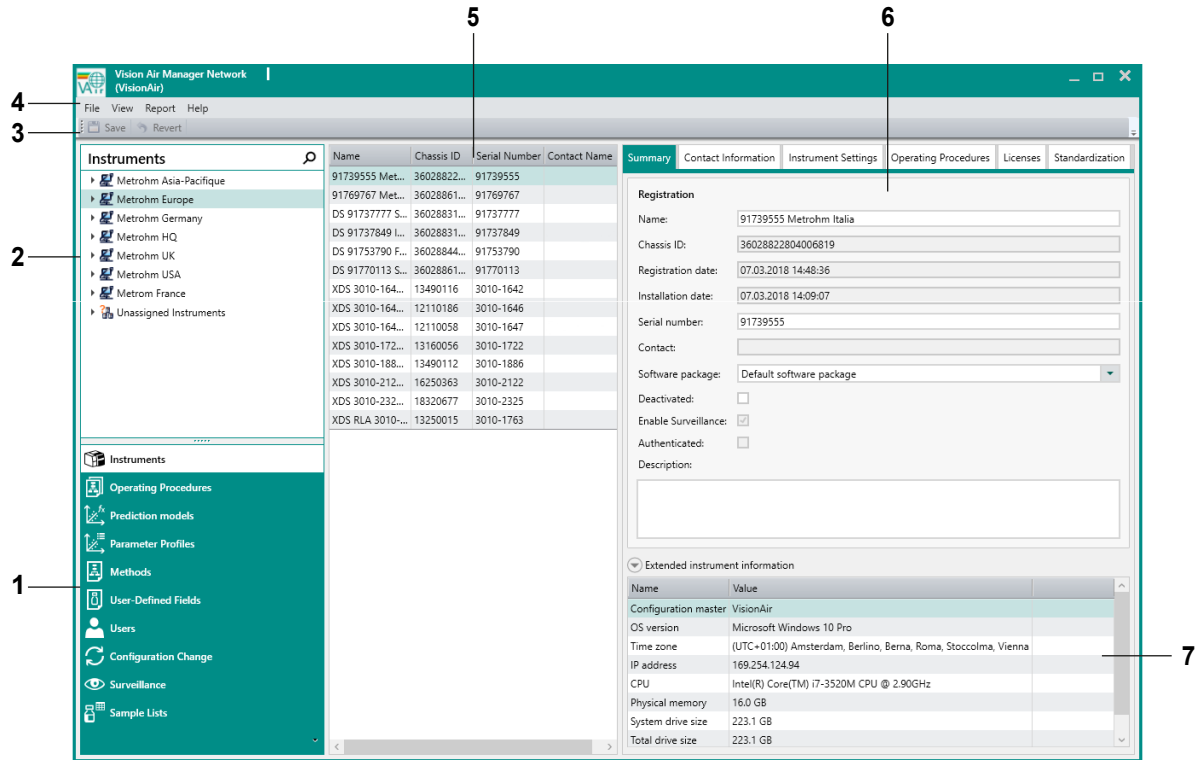 5 6
Vision Air Manager Network
(VisionAir)
4
File View Report Help
3
Save Revert
Instruments
Metrohm Asia-Pacifique
Metrohm Europe
Metrohm Germany
Metrohm HQ
2
Metrohm UK
Metrohm USA
Metrom France
Unassigned Instruments
Instruments
Operating Procedures
Prediction models
Parameter Profiles
1
Methods
User-Defined Fields
Users
Configuration Change
Surveillance
Sample Lists
Name Chassis ID Serial Number Contact Name
91739555 Met... 36028822... 91739555
91769767 Met... 36028861... 91769767
DS 91737777 S... 36028831... 91737777
DS 91737849 I... 36028831... 91737849
DS 91753790 F... 36028844... 91753790
DS 91770113 S... 36028861... 91770113
XDS 3010-164... 13490116 3010-1642
XDS 3010-164... 12110186 3010-1646
XDS 3010-164... 12110058 3010-1647
XDS 3010-172... 13160056 3010-1722
XDS 3010-188... 13490112 3010-1886
XDS 3010-212... 16250363 3010-2122
XDS 3010-232... 18320677 3010-2325
XDS RLA 3010-... 13250015 3010-1763
Summary Contact Information Instrument Settings Operating Procedures Licenses Standardization
Registration
Name: 91739555 Metrohm Italia
Chassis ID: 36028822804006819
Registration date: 07.03.2018 14:48:36
Installation date: 07.03.2018 14:09:07
Serial number: 91739555
Contact:
Software package: Default software package
Deactivated:
Enable Surveillance:
Authenticated:
Description:
Extended instrument information
Name Value
Configuration master VisionAir
OS version Microsoft Windows 10 Pro
Time zone (UTC+01:00) Amsterdam, Berlino, Berna, Roma, Stoccolma, Vienna
7
IP address 169.254.124.94
CPU Intel(R) Core(TM) i7-3520M CPU @ 2.90GHz
Physical memory 16.0 GB
System drive size 223.1 GB
Total drive size 223.1 GB